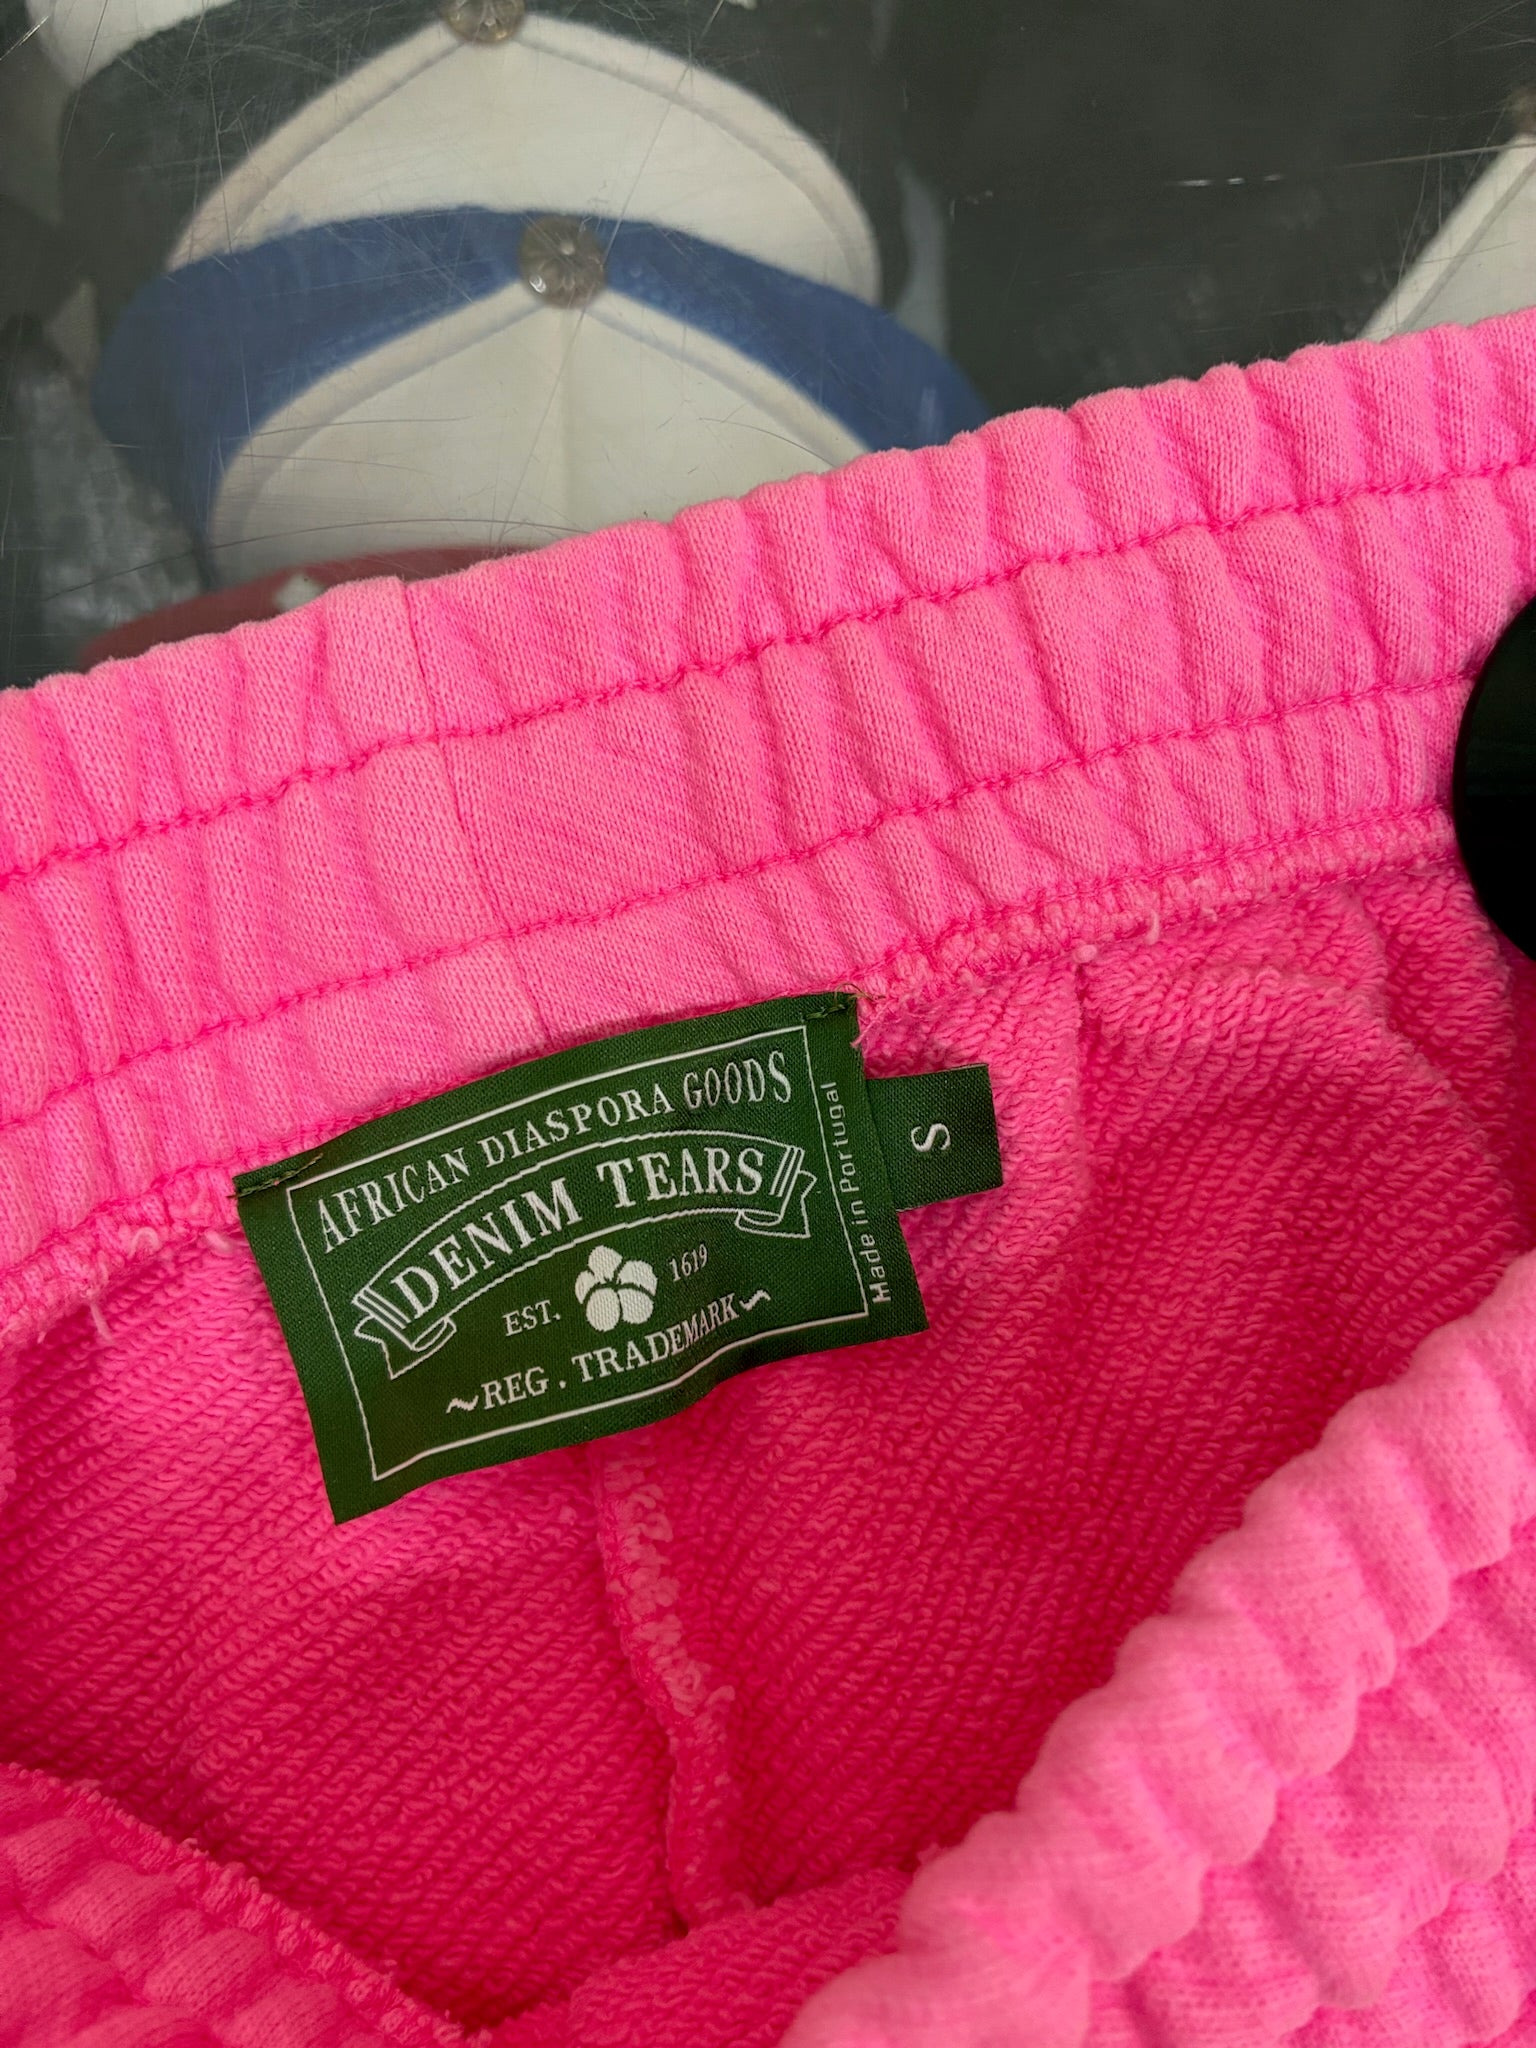 AFRICAN DIASPORA GOODS
DENIM TEARS
EST. 1619
~REG. TRADEMARK~
Made in Portugal
S